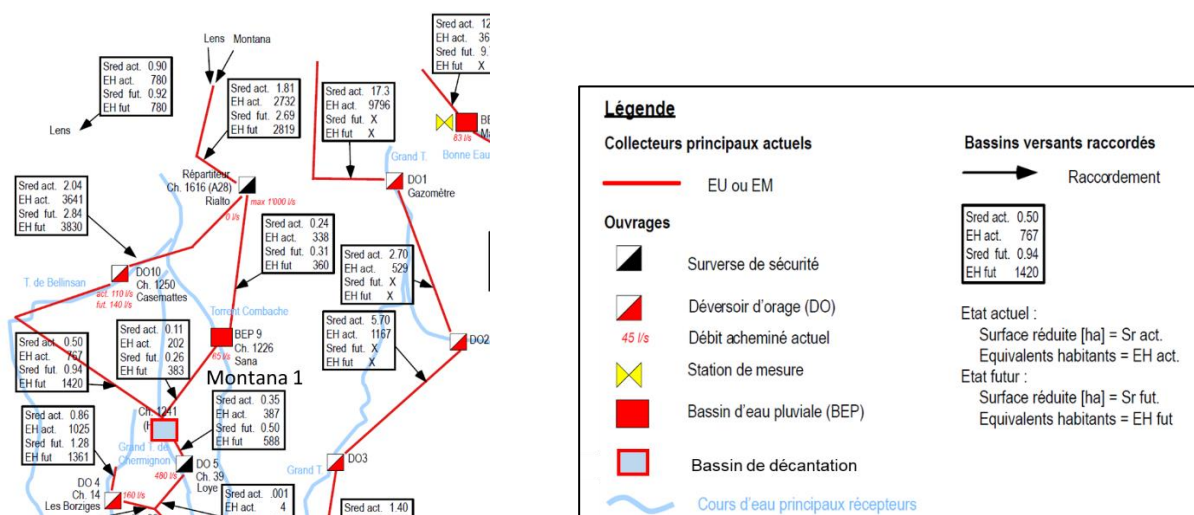 Lens
Montana
Sred act. 0.90
EH act. 780
Sred fut. 0.92
EH fut 780
Lens
Sred act. 1.81
EH act. 2732
Sred fut. 2.69
EH fut 2819
Sred act. 17.3
EH act. 9796
Sred fut. X
EH fut X
Sred act. 12
EH act. 36
Sred fut. 9.
EH fut X
BE
83 l/s
Grand T.
Bonne Eau
DO1
Gazomètre
Répartiteur
Ch. 1616 (A28)
Rialto
max 1'000 l/s
0 l/s
Sred act. 2.04
EH act. 3641
Sred fut. 2.84
EH fut 3830
Sred act. 0.24
EH act. 338
Sred fut. 0.31
EH fut 360
Sred act. 2.70
EH act. 529
Sred fut. X
EH fut X
T. de Bellinsan
DO10
Ch. 1250
Casemattes
act. 110 l/s
fut. 140 l/s
Torrent Combache
BEP 9
Ch. 1226
Sana
65 l/s
Sred act. 0.50
EH act. 767
Sred fut. 0.94
EH fut 1420
Sred act. 0.11
EH act. 202
Sred fut. 0.26
EH fut 383
Sred act. 5.70
EH act. 1167
Sred fut. X
EH fut X
DO2
Montana 1
Sred act. 0.86
EH act. 1025
Sred fut. 1.28
EH fut 1361
Ch. 1241
Sred act. 0.35
EH act. 387
Sred fut. 0.50
EH fut 588
Grand T. de
Chermignon
DO 5
Ch. 39
Loye
480 l/s
Grand T.
DO3
DO 4
Ch. 14
Les Borziges
160 l/s
Sred act. .001
EH act. 4
Sred act. 1.40
Légende
Collecteurs principaux actuels
EU ou EM
Ouvrages
Surverse de sécurité
Déversoir d'orage (DO)
45 l/s
Débit acheminé actuel
Station de mesure
Bassin d'eau pluviale (BEP)
Bassin de décantation
Cours d'eau principaux récepteurs
Bassins versants raccordés
Raccordement
Sred act. 0.50
EH act. 767
Sred fut. 0.94
EH fut 1420
Etat actuel :
Surface réduite [ha] = Sr act.
Equivalents habitants = EH act.
Etat futur :
Surface réduite [ha] = Sr fut.
Equivalents habitants = EH fut